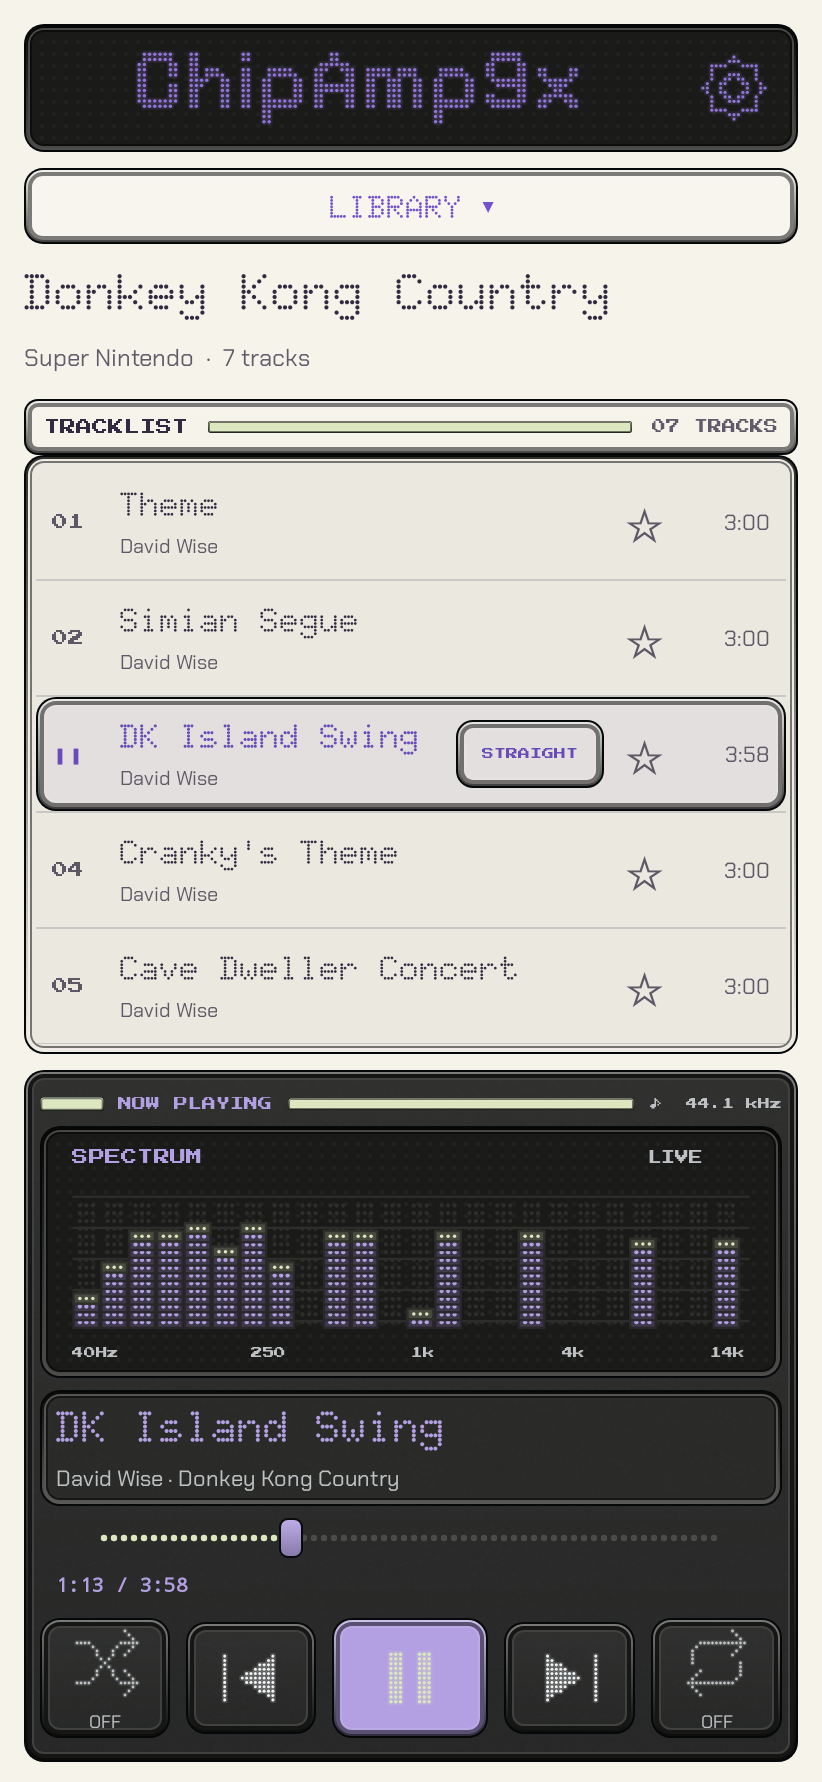 ChipAmp9x
LIBRARY ▼
Donkey Kong Country
Super Nintendo · 7 tracks
TRACKLIST 07 TRACKS
01 Theme 3:00
David Wise
02 Simian Segue 3:00
David Wise
DK Island Swing STRAIGHT 3:58
David Wise
04 Cranky's Theme 3:00
David Wise
05 Cave Dweller Concert 3:00
David Wise
NOW PLAYING ♪ 44.1 kHz
SPECTRUM LIVE
40Hz 250 1k 4k 14k
DK Island Swing
David Wise · Donkey Kong Country
1:13 / 3:58
OFF OFF